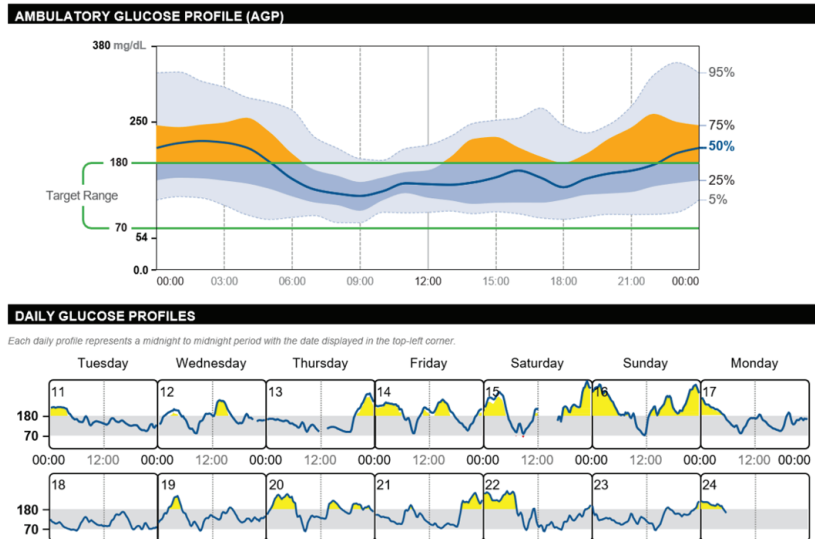 AMBULATORY GLUCOSE PROFILE (AGP)
380 mg/dL
95%
250
75%
50%
180
Target Range
25%
5%
70
54
0.0
00:00 03:00 06:00 09:00 12:00 15:00 18:00 21:00 00:00
DAILY GLUCOSE PROFILES
Each daily profile represents a midnight to midnight period with the date displayed in the top-left corner.
Tuesday Wednesday Thursday Friday Saturday Sunday Monday
11 12 13 14 15 16 17
180
70
00:00 12:00 00:00 12:00 00:00 12:00 00:00 12:00 00:00 12:00 00:00 12:00 00:00 12:00 00:00
18 19 20 21 22 23 24
180
70